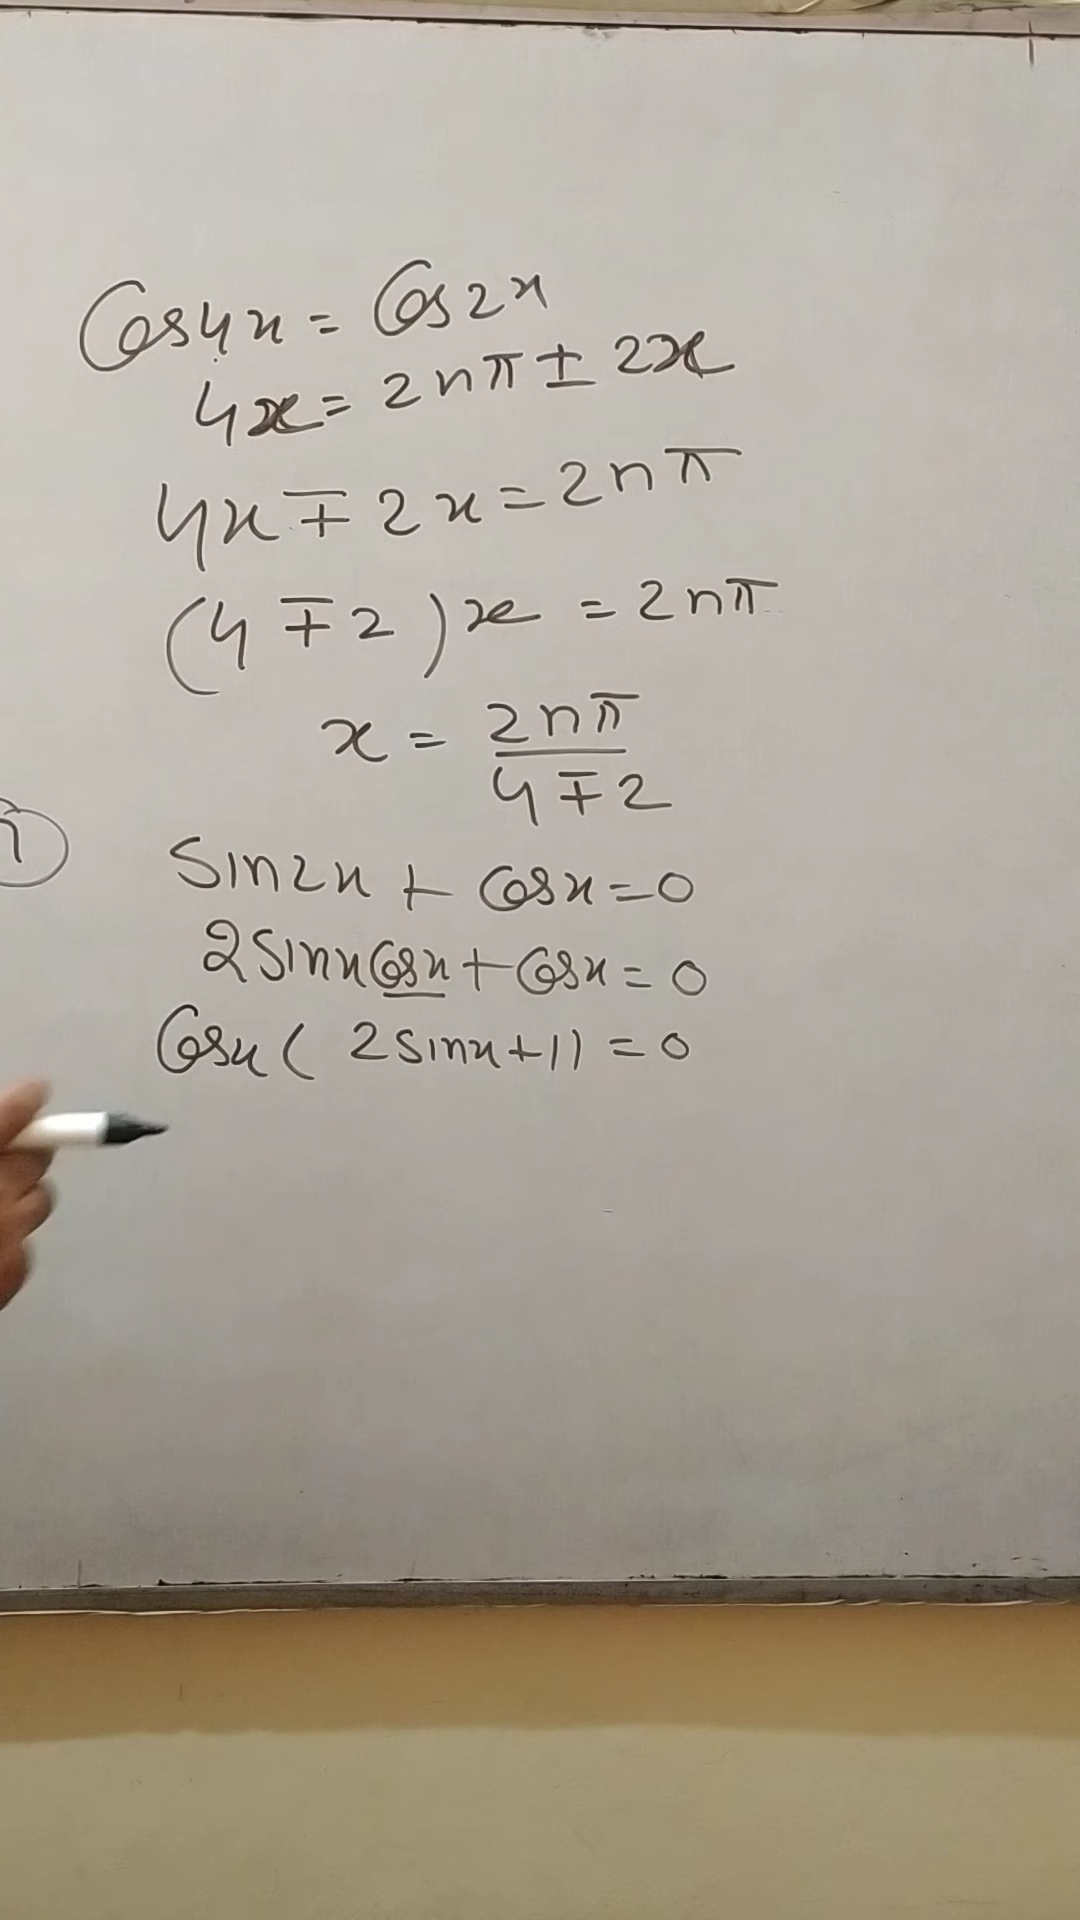 Cos4x = Cos2x
4x = 2nπ ± 2x
4x ∓ 2x = 2nπ
(4 ∓ 2)x = 2nπ
x = 2nπ / 4 ∓ 2
Sin2x + Cosx = 0
2Sinx Cosx + Cosx = 0
Cosx ( 2sinx + 1) = 0